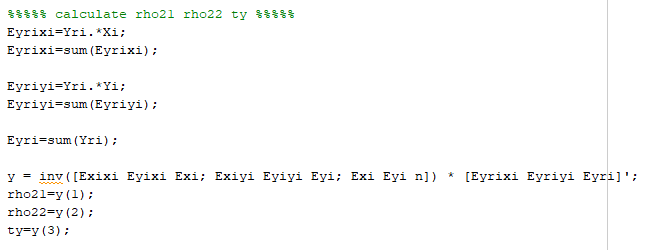 %%%%% calculate rho21 rho22 ty %%%%%
Eyrixi=Yri.*Xi;
Eyrixi=sum(Eyrixi);
Eyriyi=Yri.*Yi;
Eyriyi=sum(Eyriyi);
Eyri=sum(Yri);
y = inv([Exixi Eyixi Exi; Exiyi Eyiyi Eyi; Exi Eyi n]) * [Eyrixi Eyriyi Eyri]';
rho21=y(1);
rho22=y(2);
ty=y(3);